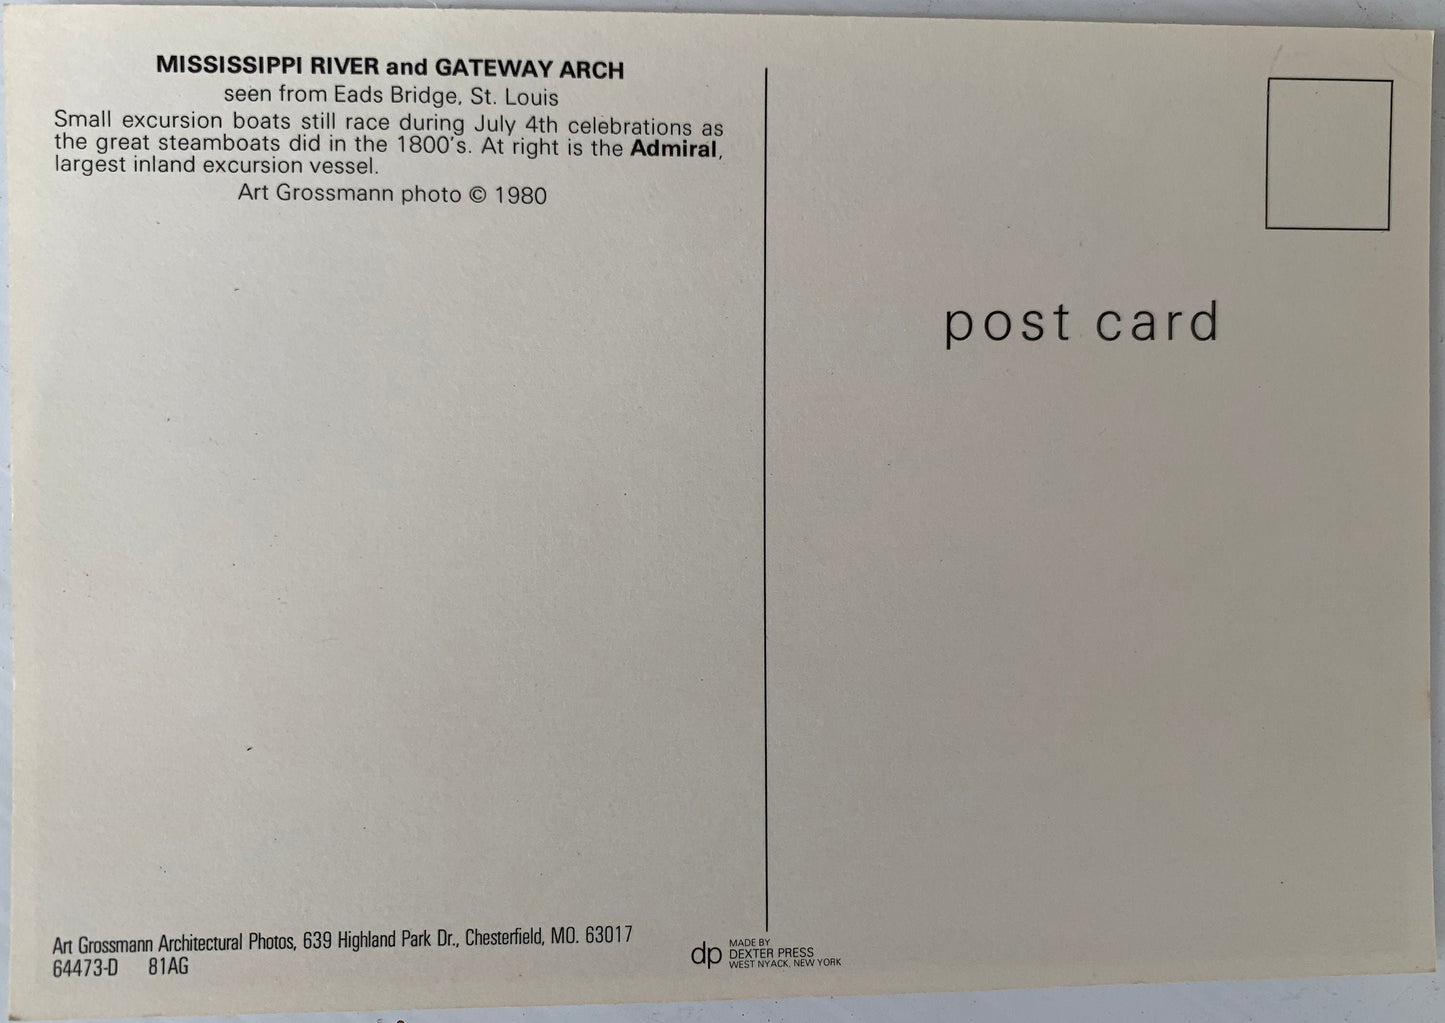 MISSISSIPPI RIVER and GATEWAY ARCH
seen from Eads Bridge, St. Louis
Small excursion boats still race during July 4th celebrations as
the great steamboats did in the 1800's. At right is the Admiral,
largest inland excursion vessel.
Art Grossmann photo © 1980
post card
Art Grossmann Architectural Photos, 639 Highland Park Dr., Chesterfield, MO. 63017
64473-D 81AG
dp
MADE BY
DEXTER PRESS
WEST NYACK, NEW YORK